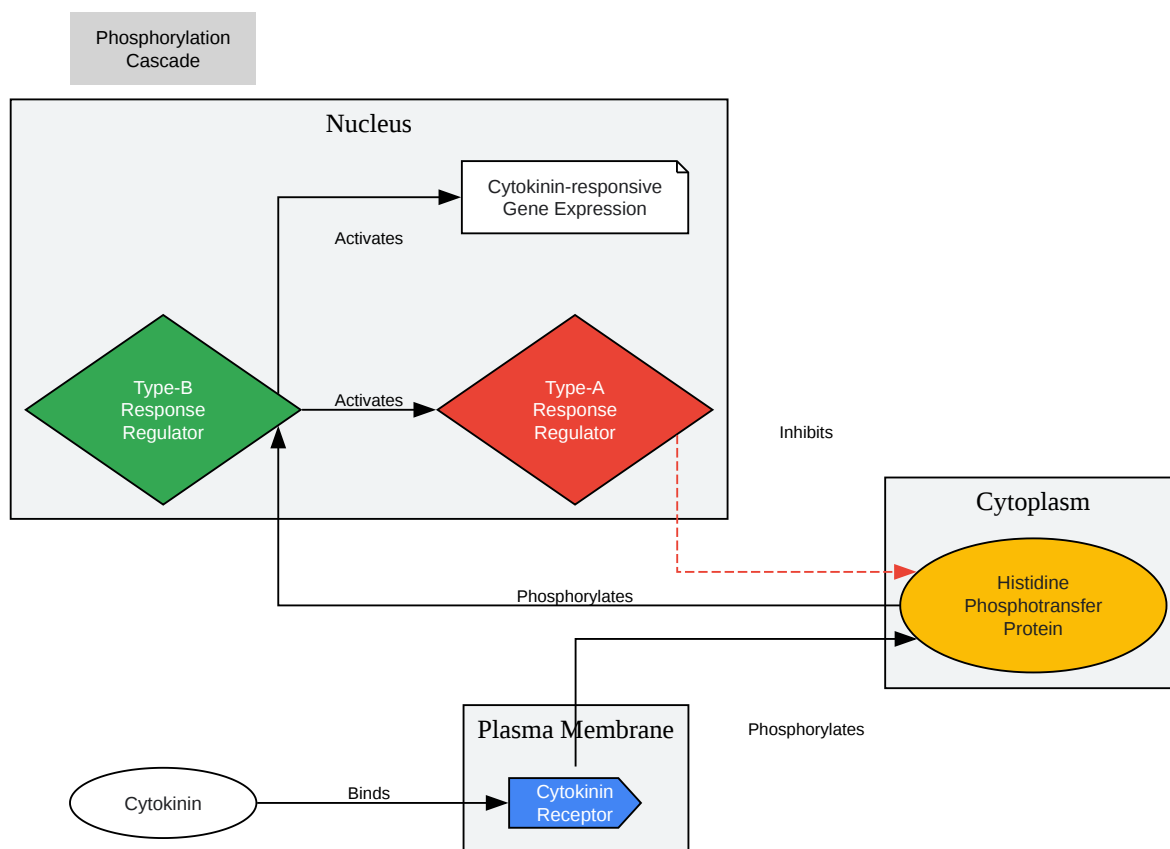 Phosphorylation
Cascade
Nucleus
Cytokinin-responsive
Gene Expression
Activates
Type-B
Response
Regulator
Activates
Type-A
Response
Regulator
Inhibits
Cytoplasm
Histidine
Phosphotransfer
Protein
Phosphorylates
Plasma Membrane
Phosphorylates
Cytokinin
Binds
Cytokinin
Receptor